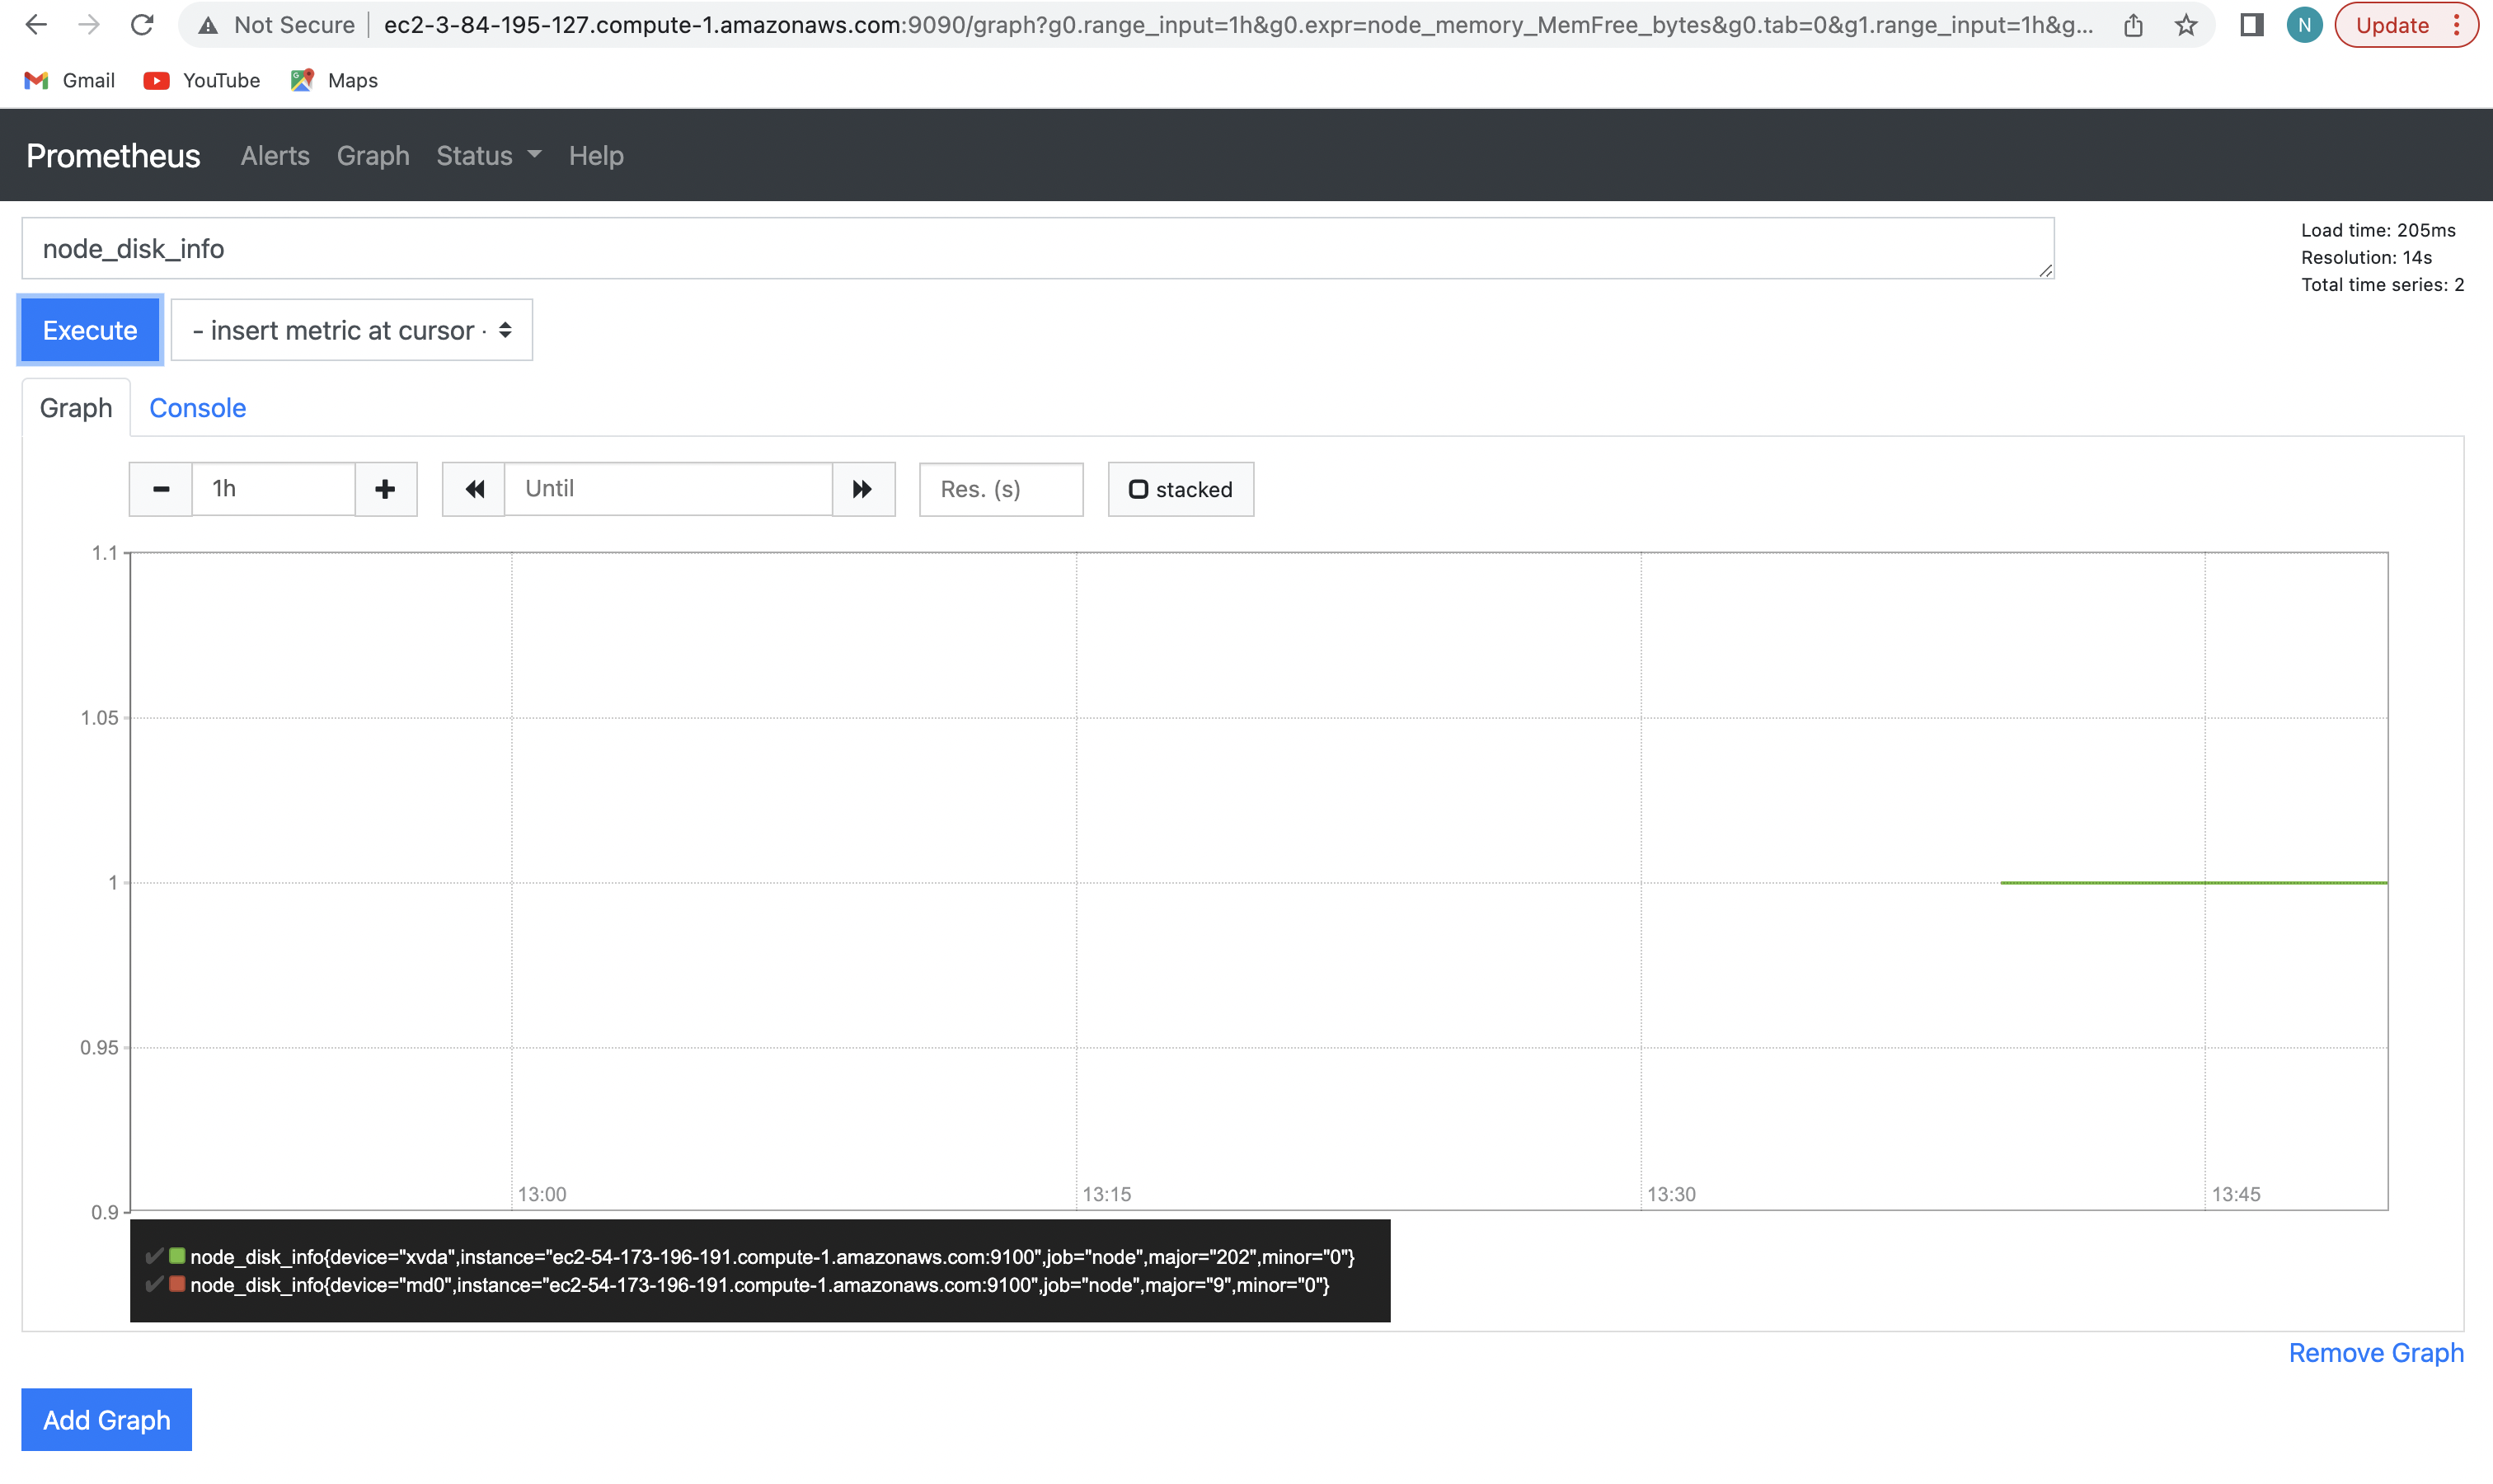 Not Secure ec2-3-84-195-127.compute-1.amazonaws.com:9090/graph?g0.range_input=1h&g0.expr=node_memory_MemFree_bytes&g0.tab=0&g1.range_input=1h&g... N Update
Gmail YouTube Maps
Prometheus Alerts Graph Status Help
node_disk_info
Load time: 205ms
Resolution: 14s
Total time series: 2
Execute - insert metric at cursor -
Graph Console
1h Until Res. (s) stacked
1.1
1.05
1
0.95
0.9
13:00 13:15 13:30 13:45
node_disk_info{device="xvda",instance="ec2-54-173-196-191.compute-1.amazonaws.com:9100",job="node",major="202",minor="0"}
node_disk_info{device="md0",instance="ec2-54-173-196-191.compute-1.amazonaws.com:9100",job="node",major="9",minor="0"}
Remove Graph
Add Graph